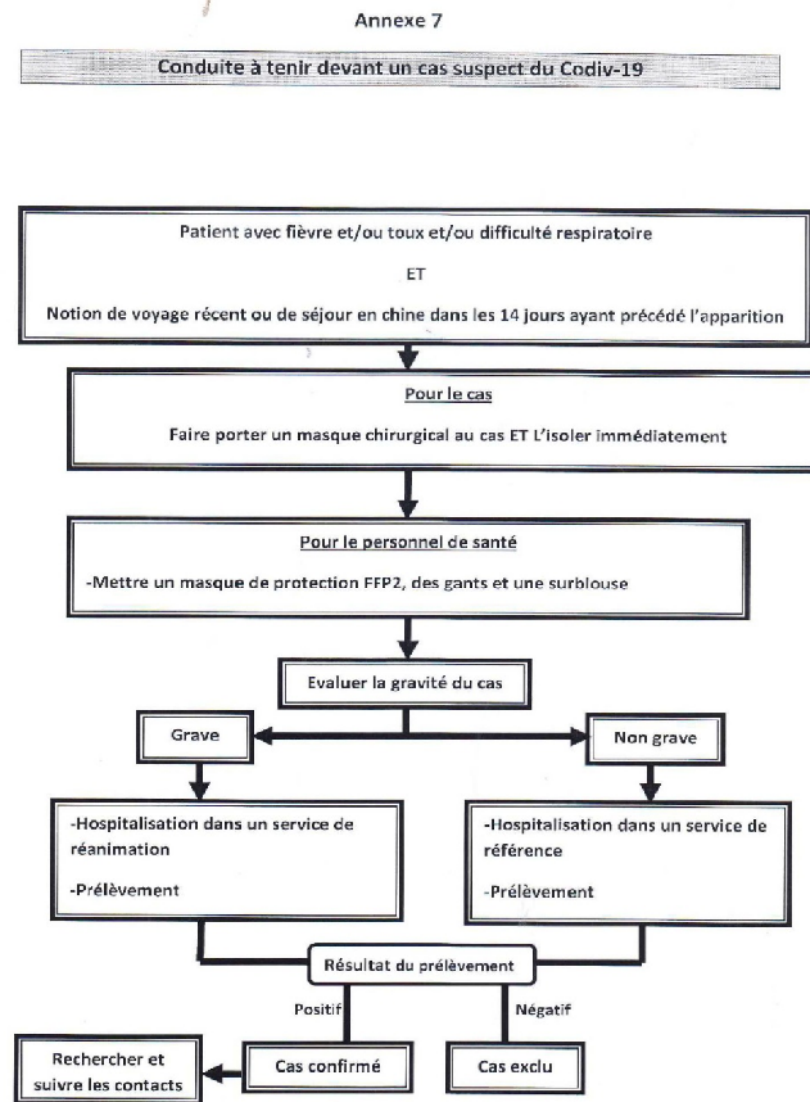 Annexe 7
Conduite à tenir devant un cas suspect du Codiv-19
Patient avec fièvre et/ou toux et/ou difficulté respiratoire
ET
Notion de voyage récent ou de séjour en chine dans les 14 jours ayant précédé l'apparition
Pour le cas
Faire porter un masque chirurgical au cas ET L'isoler immédiatement
Pour le personnel de santé
-Mettre un masque de protection FFP2, des gants et une surblouse
Evaluer la gravité du cas
Grave
Non grave
-Hospitalisation dans un service de
réanimation
-Prélèvement
-Hospitalisation dans un service de
référence
-Prélèvement
Résultat du prélèvement
Positif
Négatif
Rechercher et
suivre les contacts
Cas confirmé
Cas exclu